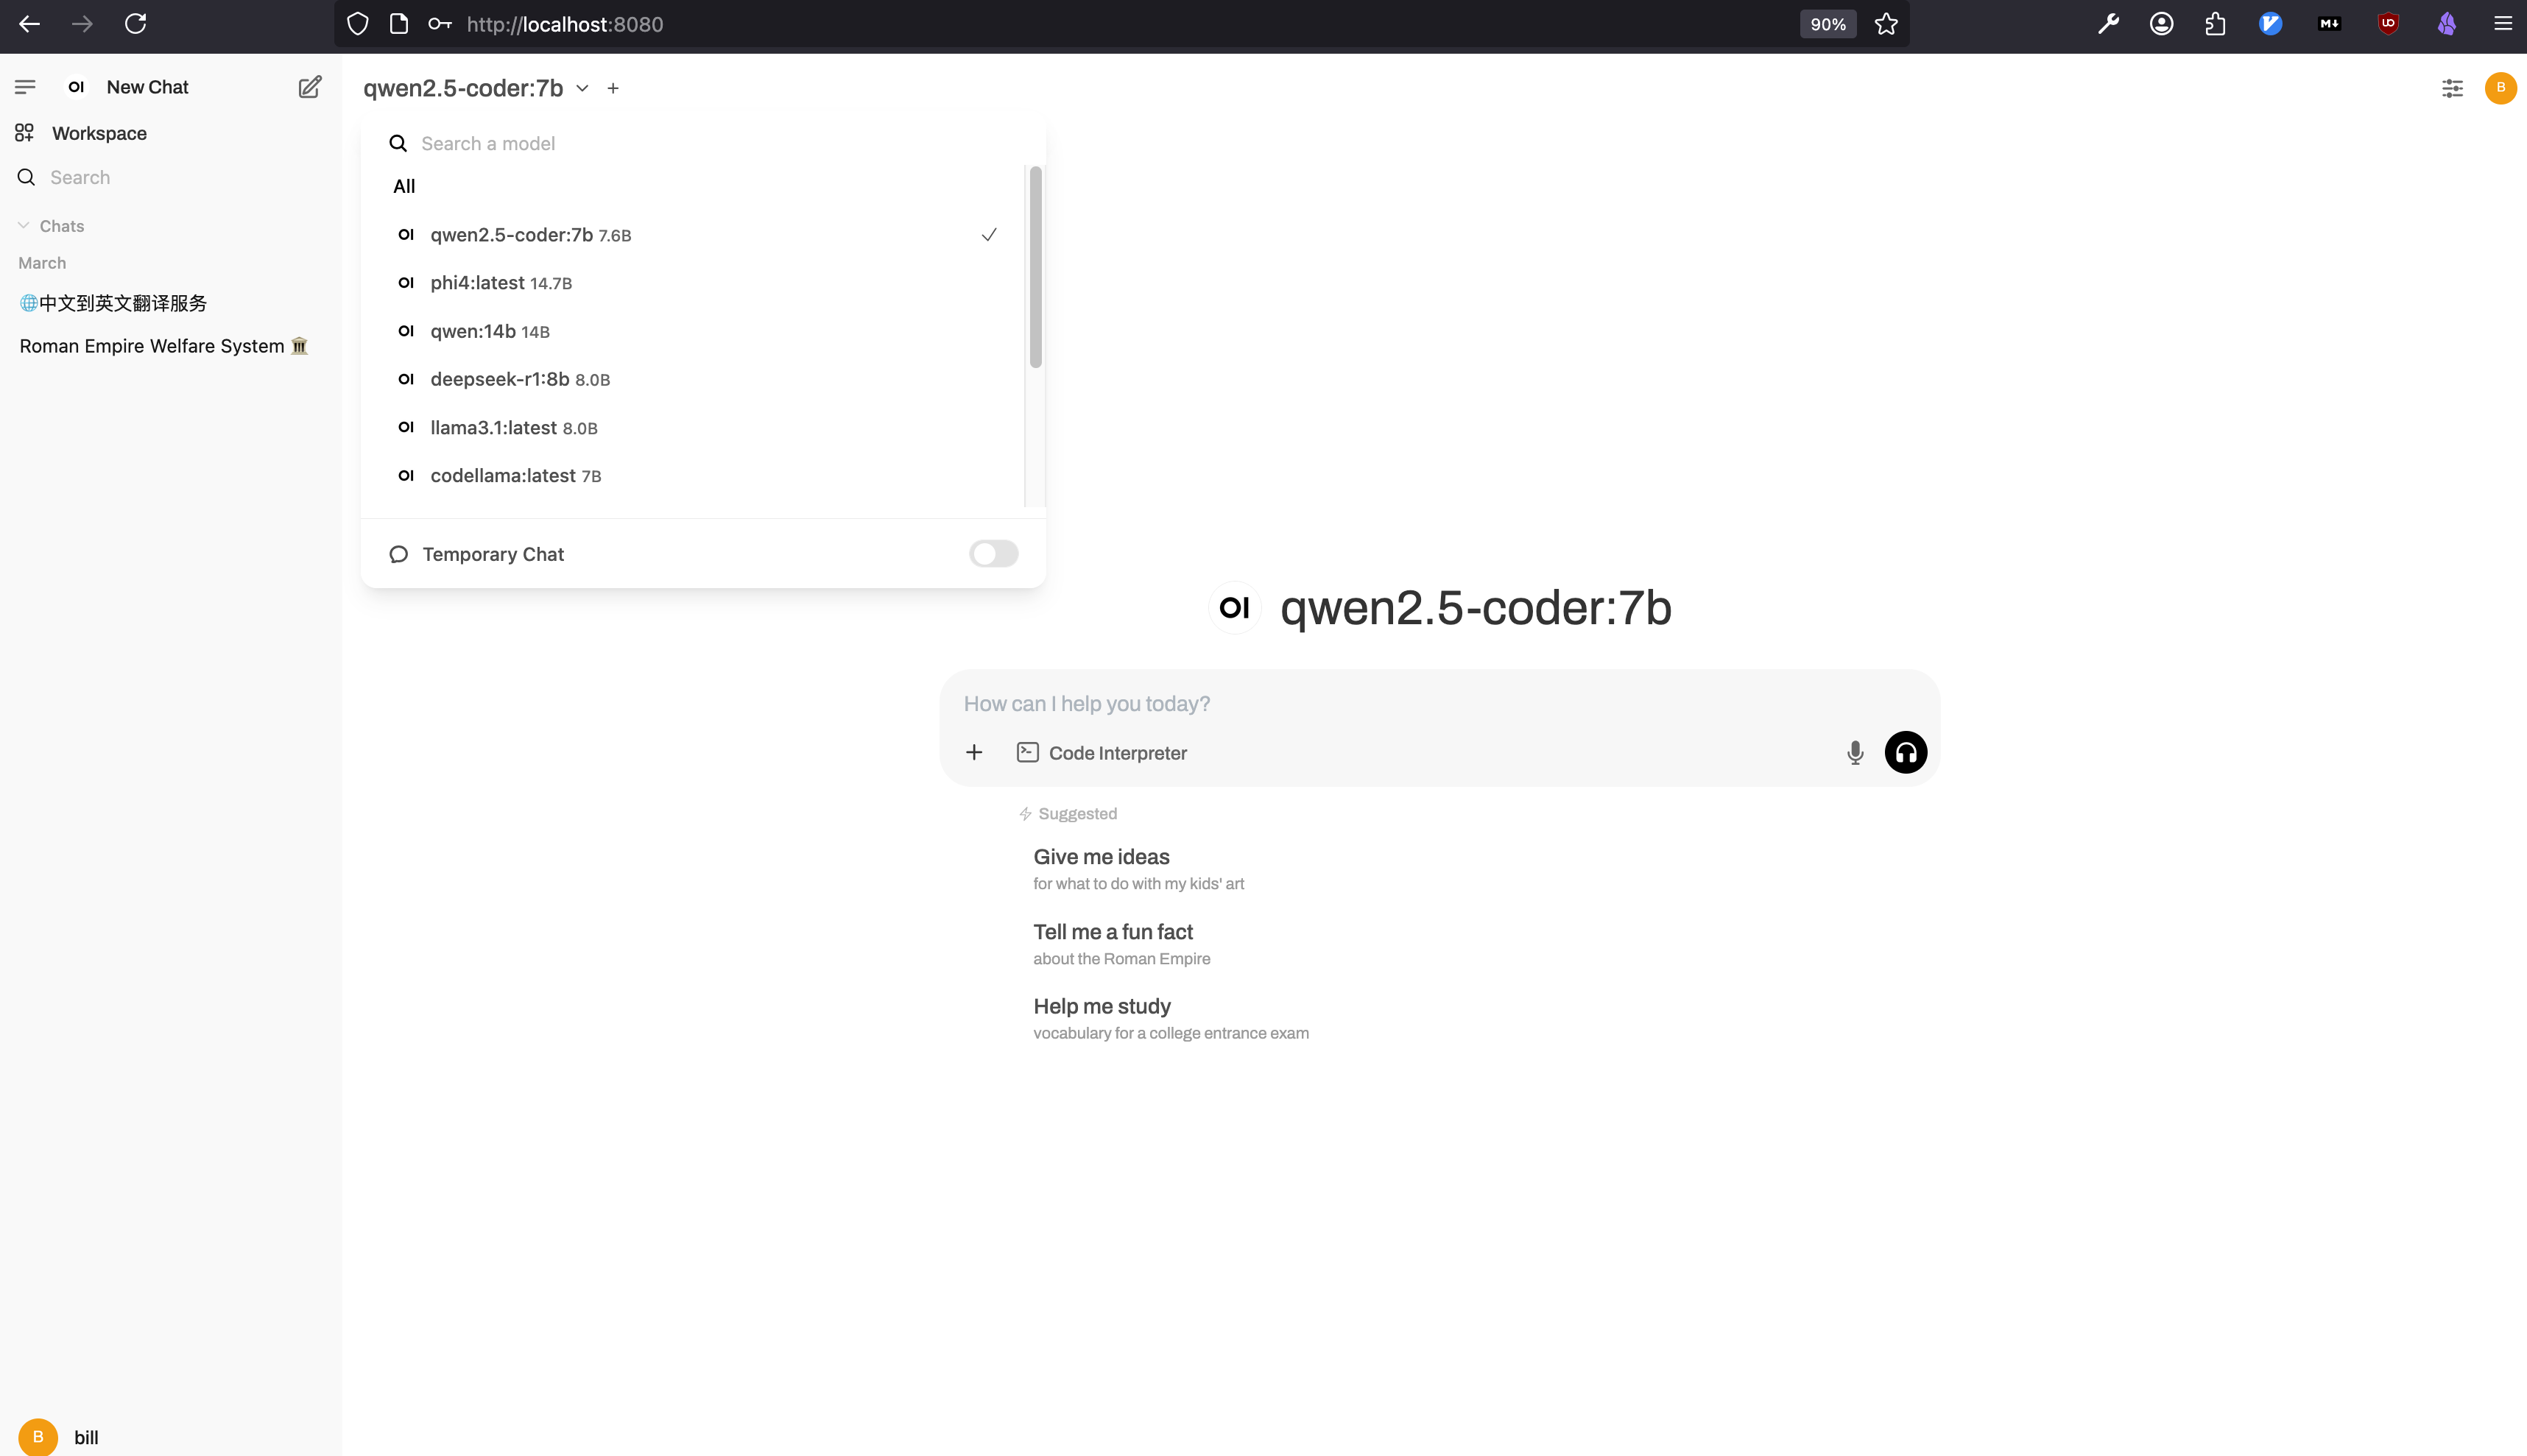 http://localhost:8080
90%
OI New Chat
Workspace
Search
Chats
March
🌐中文到英文翻译服务
Roman Empire Welfare System 🏛️
B bill
qwen2.5-coder:7b
B
Search a model
All
OI qwen2.5-coder:7b 7.6B
OI phi4:latest 14.7B
OI qwen:14b 14B
OI deepseek-r1:8b 8.0B
OI llama3.1:latest 8.0B
OI codellama:latest 7B
Temporary Chat
OI qwen2.5-coder:7b
How can I help you today?
Code Interpreter
Suggested
Give me ideas
for what to do with my kids' art
Tell me a fun fact
about the Roman Empire
Help me study
vocabulary for a college entrance exam